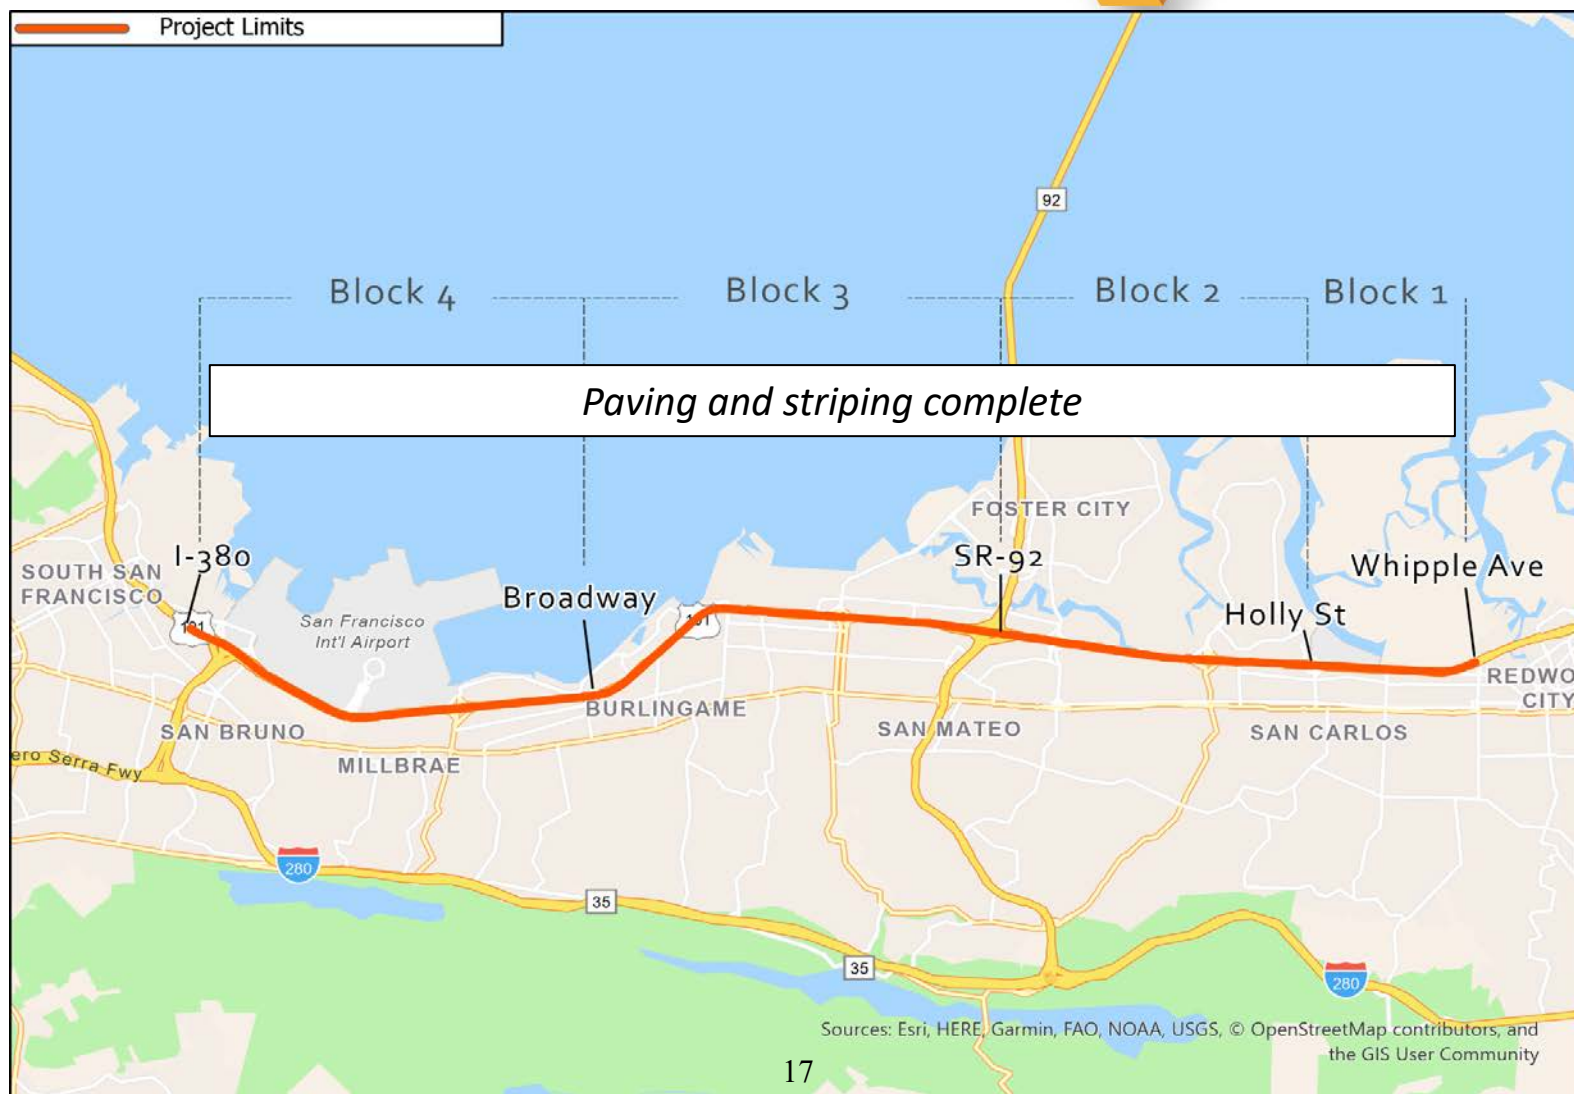 Project Limits
92
Block 4
Block 3
Block 2
Block 1
Paving and striping complete
FOSTER CITY
I-380
SR-92
Whipple Ave
SOUTH SAN
FRANCISCO
Broadway
Holly St
101
San Francisco
Int'l Airport
101
REDWO
CITY
BURLINGAME
SAN BRUNO
SAN MATEO
SAN CARLOS
ero Serra Fwy
MILLBRAE
280
35
35
280
Sources: Esri, HERE, Garmin, FAO, NOAA, USGS, © OpenStreetMap contributors, and
the GIS User Community
17